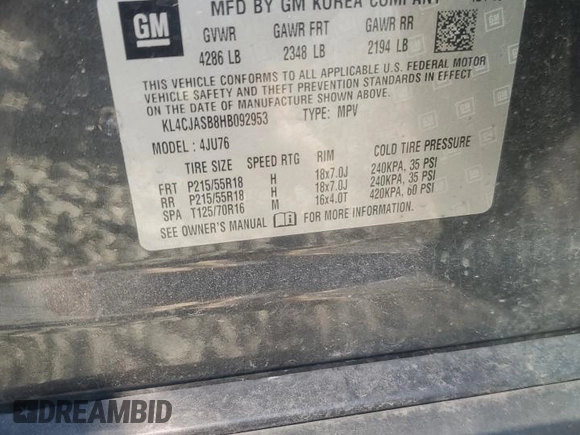 GM
MFD BY GM KOREA COMPANY
GVWR GAWR FRT GAWR RR
4286 LB 2348 LB 2194 LB
THIS VEHICLE CONFORMS TO ALL APPLICABLE U.S. FEDERAL MOTOR
VEHICLE SAFETY AND THEFT PREVENTION STANDARDS IN EFFECT
ON THE DATE OF MANUFACTURE SHOWN ABOVE.
KL4CJASB8HB092953 TYPE: MPV
MODEL: 4JU76
TIRE SIZE SPEED RTG RIM COLD TIRE PRESSURE
FRT P215/55R18 H 18x7.0J 240KPA, 35 PSI
RR P215/55R18 H 18x7.0J 240KPA, 35 PSI
SPA T125/70R16 M 16x4.0T 420KPA, 60 PSI
SEE OWNER'S MANUAL FOR MORE INFORMATION.
DREAMBID